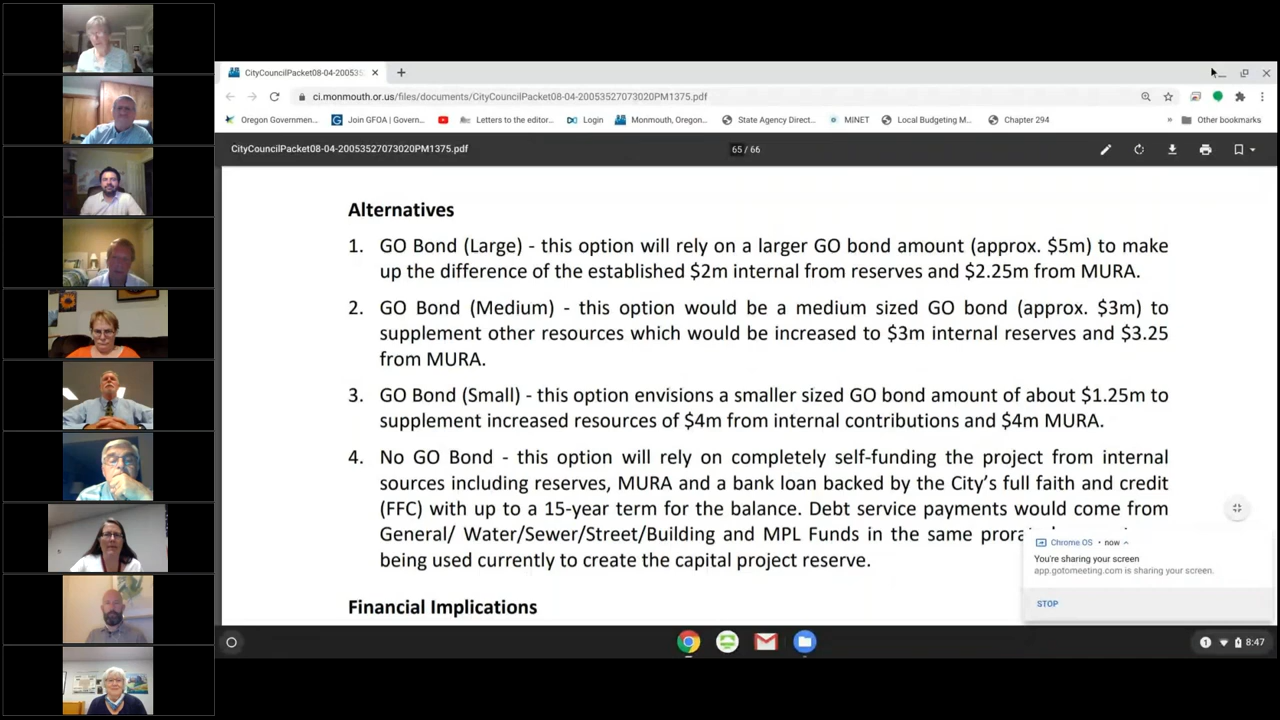 CityCouncilPacket08-04-2005353
ci.monmouth.or.us/files/documents/CityCouncilPacket08-04-20053527073020PM1375.pdf
Oregon Governmen... Join GFOA | Govern... Letters to the editor... Login Monmouth, Oregon... State Agency Direct... MINET Local Budgeting M... Chapter 294 » Other bookmarks
CityCouncilPacket08-04-20053527073020PM1375.pdf 65 / 66
Alternatives
1. GO Bond (Large) - this option will rely on a larger GO bond amount (approx. $5m) to make
up the difference of the established $2m internal from reserves and $2.25m from MURA.
2. GO Bond (Medium) - this option would be a medium sized GO bond (approx. $3m) to
supplement other resources which would be increased to $3m internal reserves and $3.25
from MURA.
3. GO Bond (Small) - this option envisions a smaller sized GO bond amount of about $1.25m to
supplement increased resources of $4m from internal contributions and $4m MURA.
4. No GO Bond - this option will rely on completely self-funding the project from internal
sources including reserves, MURA and a bank loan backed by the City's full faith and credit
(FFC) with up to a 15-year term for the balance. Debt service payments would come from
General/ Water/Sewer/Street/Building and MPL Funds in the same prora
being used currently to create the capital project reserve.
Financial Implications
Chrome OS • now
You're sharing your screen
app.gotomeeting.com is sharing your screen.
STOP
1 8:47